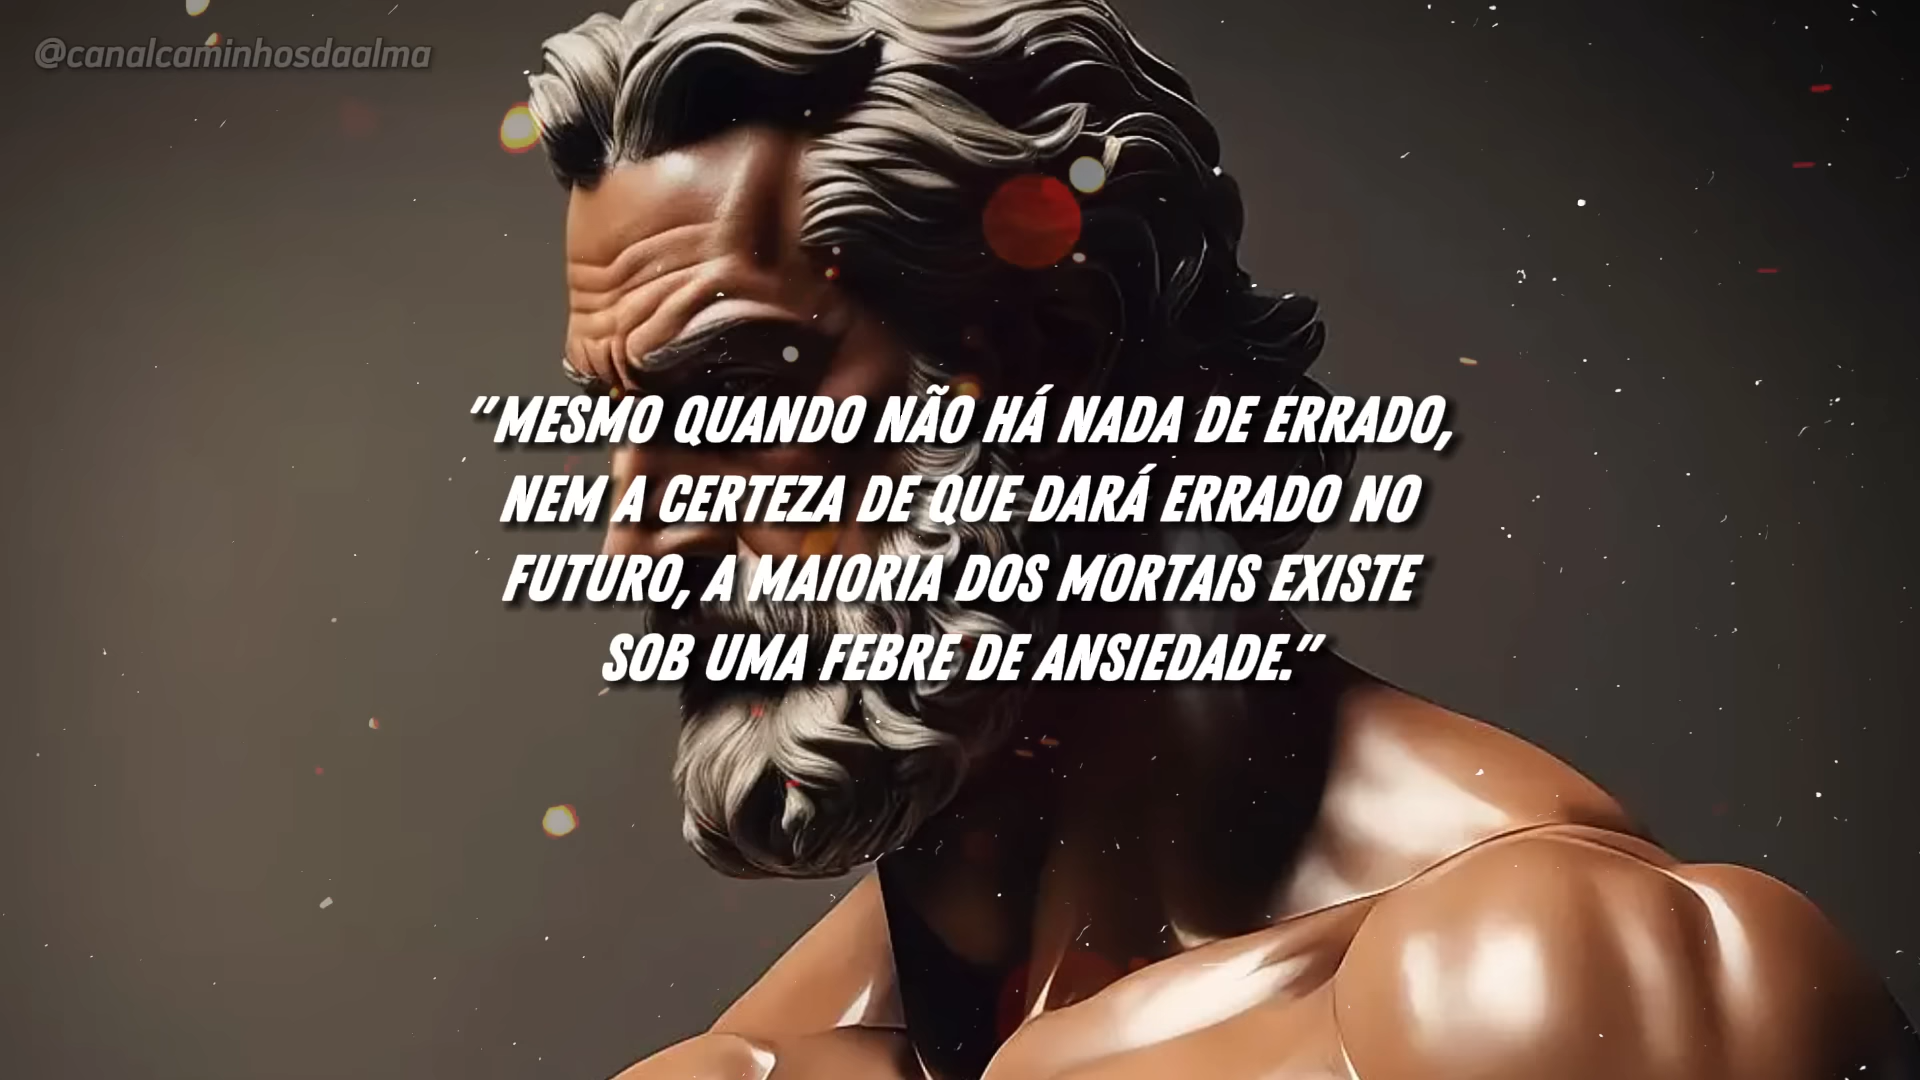 @canalcaminhosdaalma
"MESMO QUANDO NÃO HÁ NADA DE ERRADO,
NEM A CERTEZA DE QUE DARÁ ERRADO NO
FUTURO, A MAIORIA DOS MORTAIS EXISTE
SOB UMA FEBRE DE ANSIEDADE."